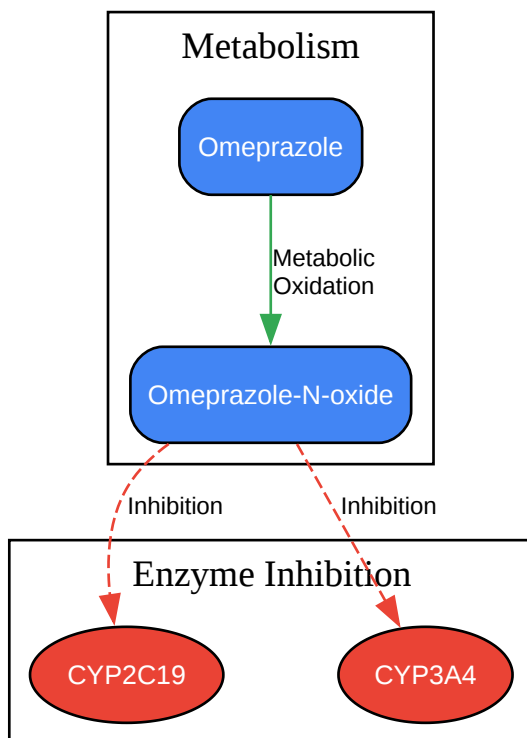 Metabolism
Omeprazole
Metabolic
Oxidation
Omeprazole-N-oxide
Inhibition
Inhibition
Enzyme Inhibition
CYP2C19
CYP3A4